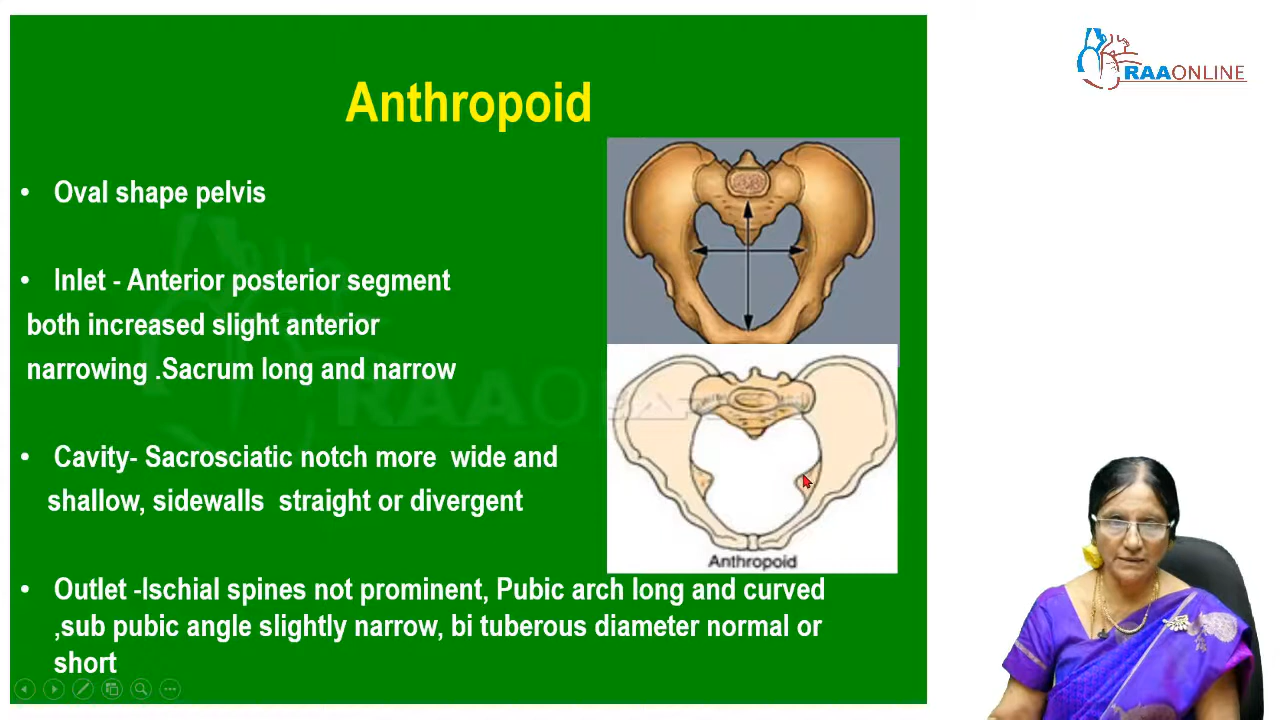 RAAONLINE
Anthropoid
• Oval shape pelvis
• Inlet - Anterior posterior segment
both increased slight anterior
narrowing .Sacrum long and narrow
• Cavity- Sacrosciatic notch more wide and
shallow, sidewalls straight or divergent
Anthropoid
• Outlet -Ischial spines not prominent, Pubic arch long and curved
,sub pubic angle slightly narrow, bi tuberous diameter normal or
short